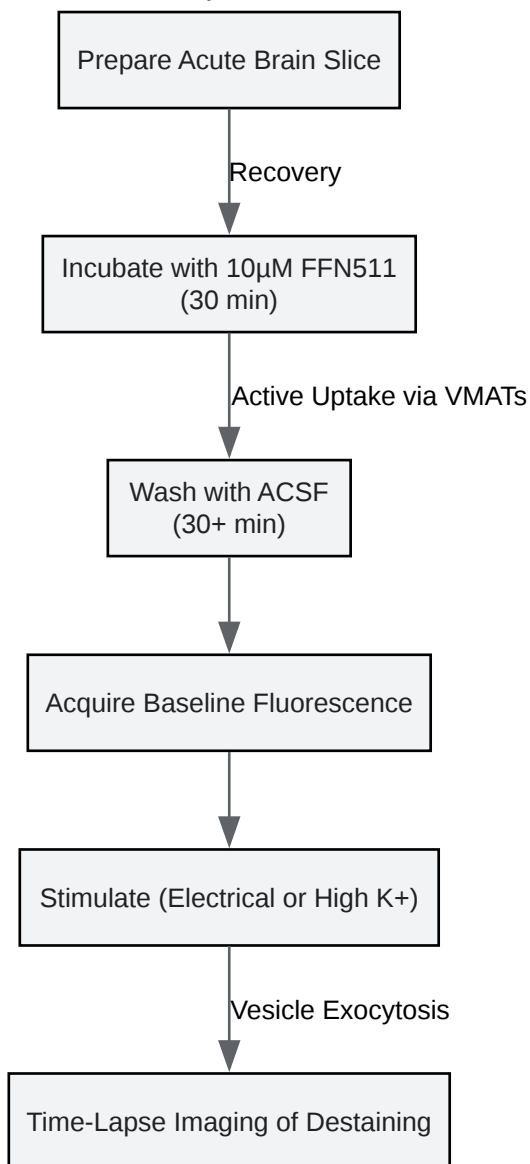 Prepare Acute Brain Slice
Recovery
Incubate with 10µM FFN511
(30 min)
Active Uptake via VMATs
Wash with ACSF
(30+ min)
Acquire Baseline Fluorescence
Stimulate (Electrical or High K+)
Vesicle Exocytosis
Time-Lapse Imaging of Destaining